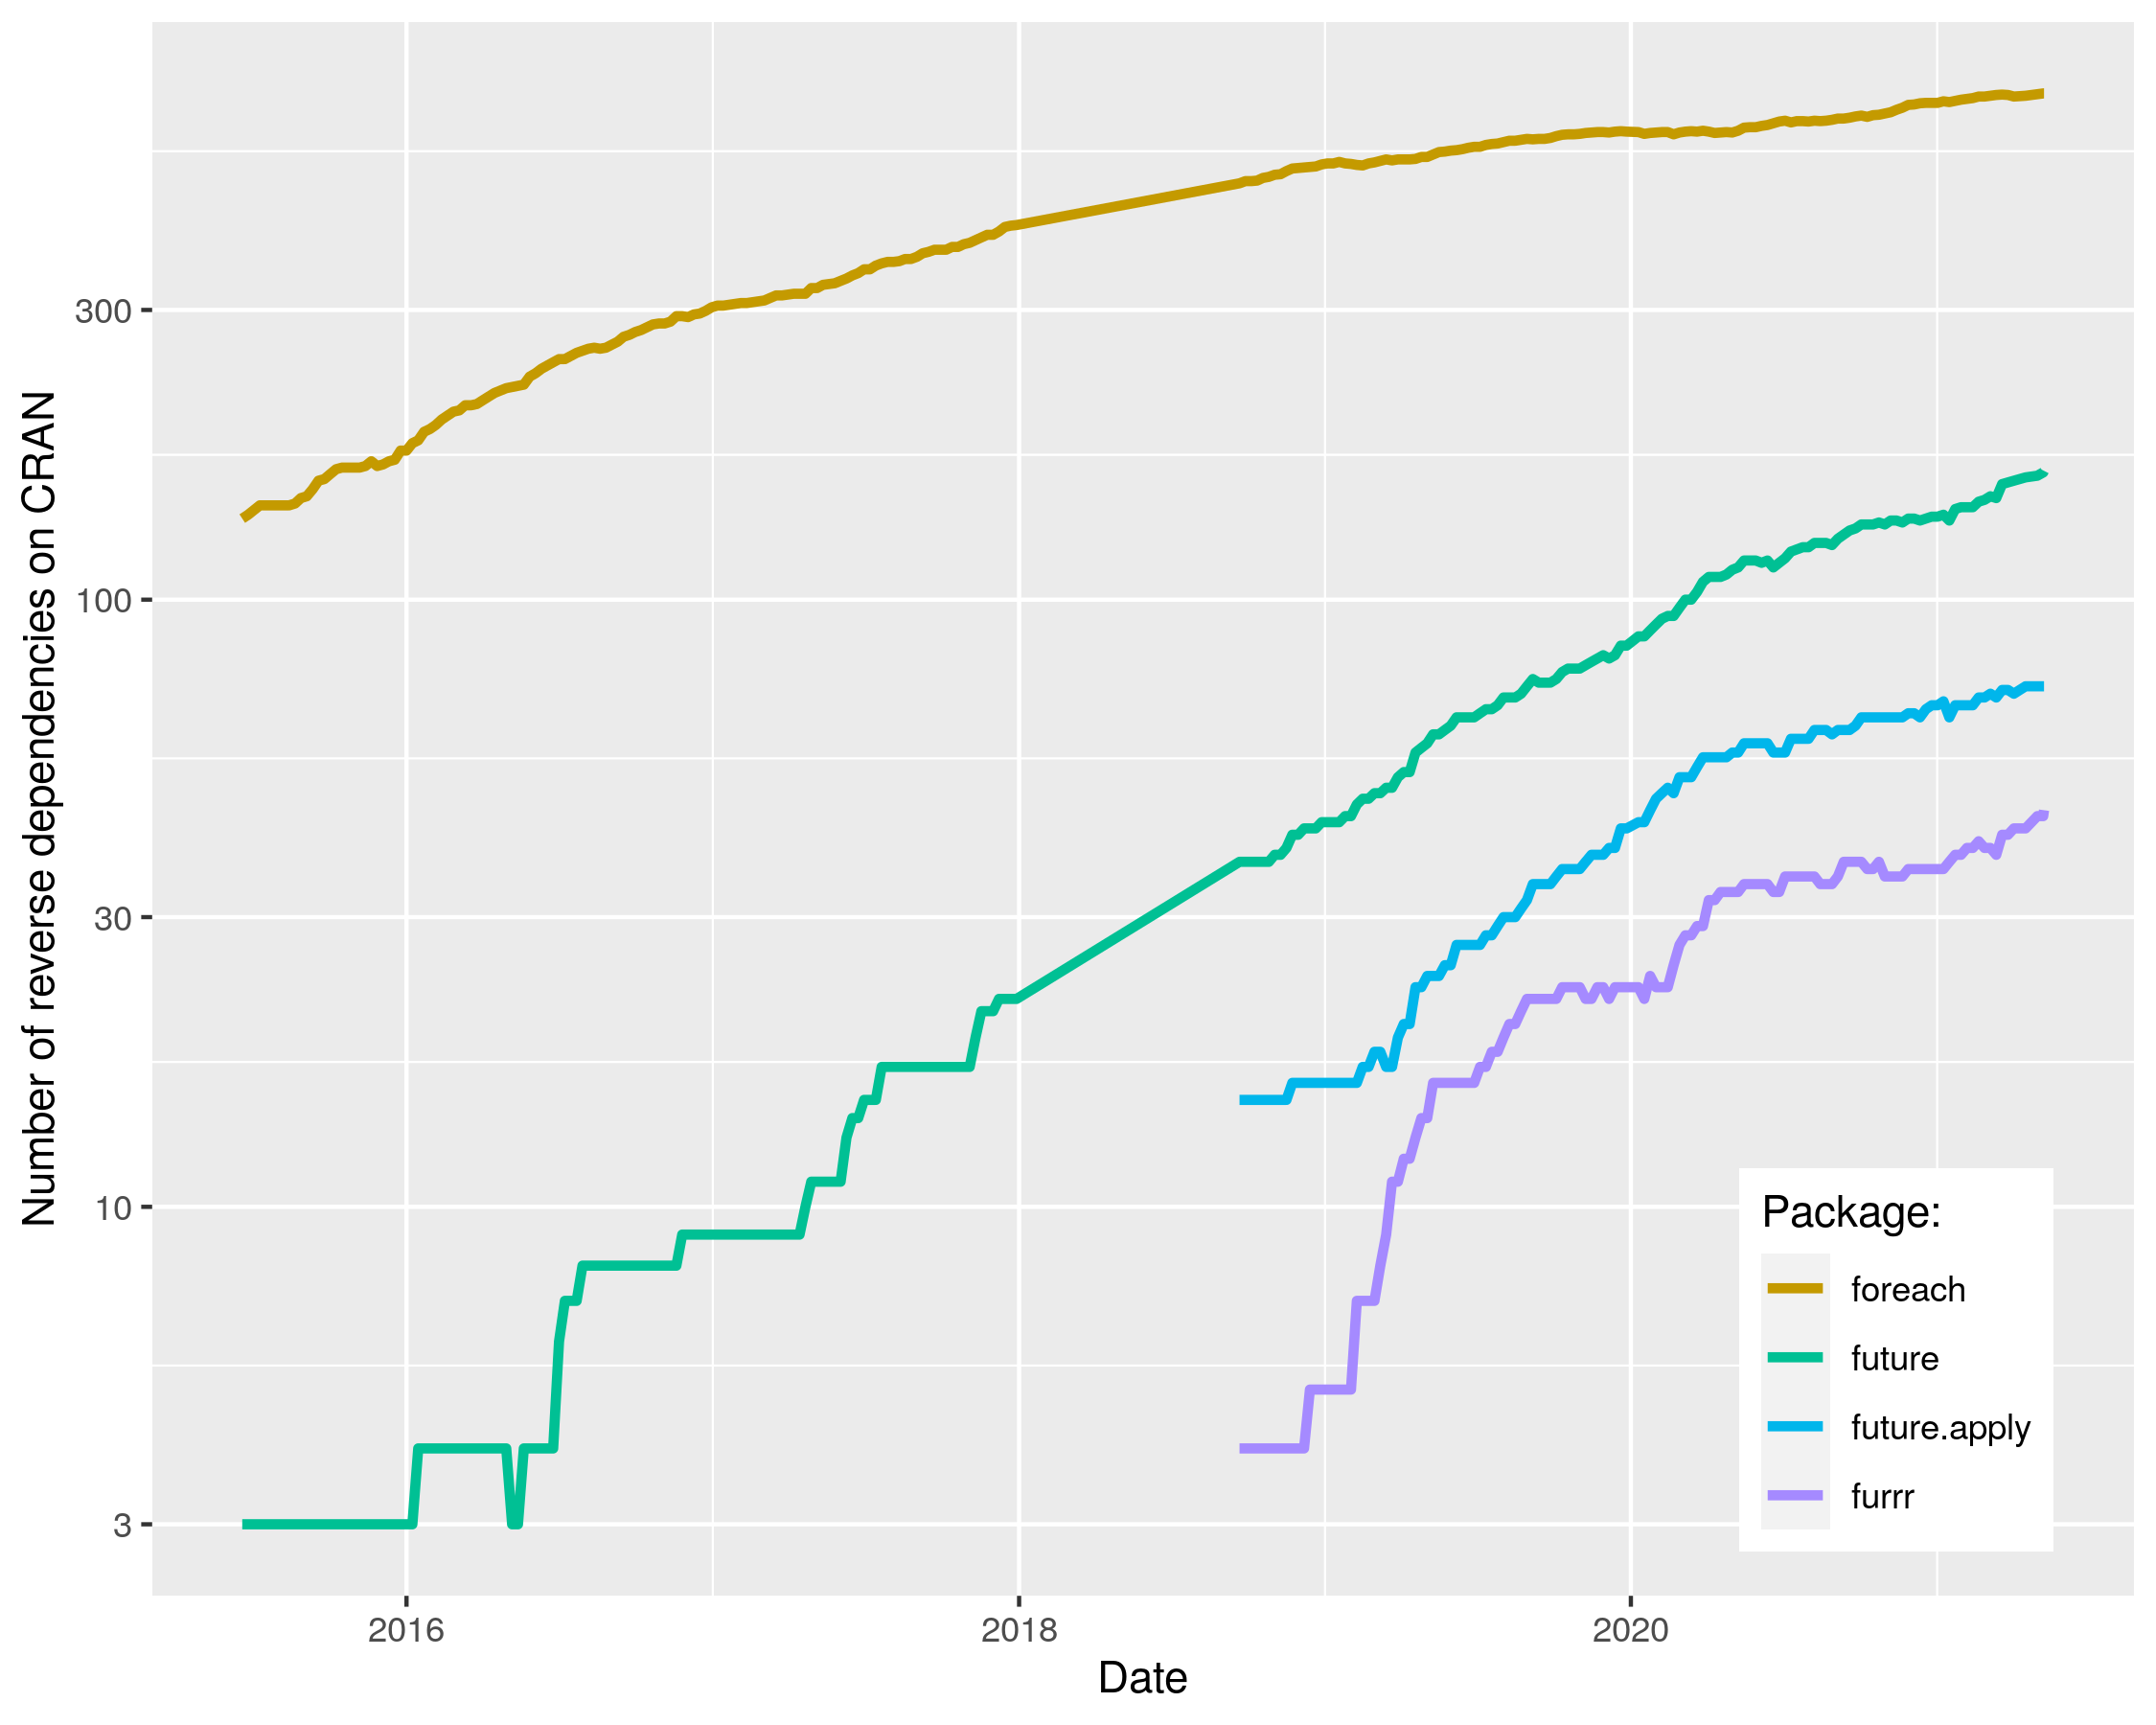 Number of reverse dependencies on CRAN
300
100
30
10
3
2016
2018
2020
Date
Package:
foreach
future
future.apply
furrr